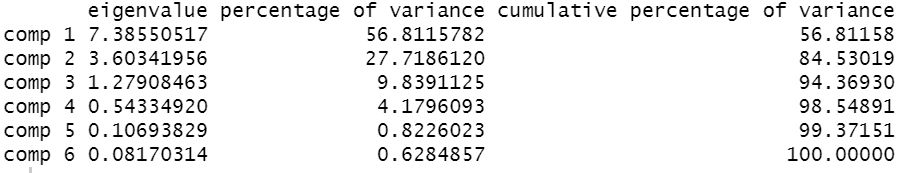 eigenvalue percentage of variance cumulative percentage of variance
comp 1 7.38550517 56.8115782 56.81158
comp 2 3.60341956 27.7186120 84.53019
comp 3 1.27908463 9.8391125 94.36930
comp 4 0.54334920 4.1796093 98.54891
comp 5 0.10693829 0.8226023 99.37151
comp 6 0.08170314 0.6284857 100.00000